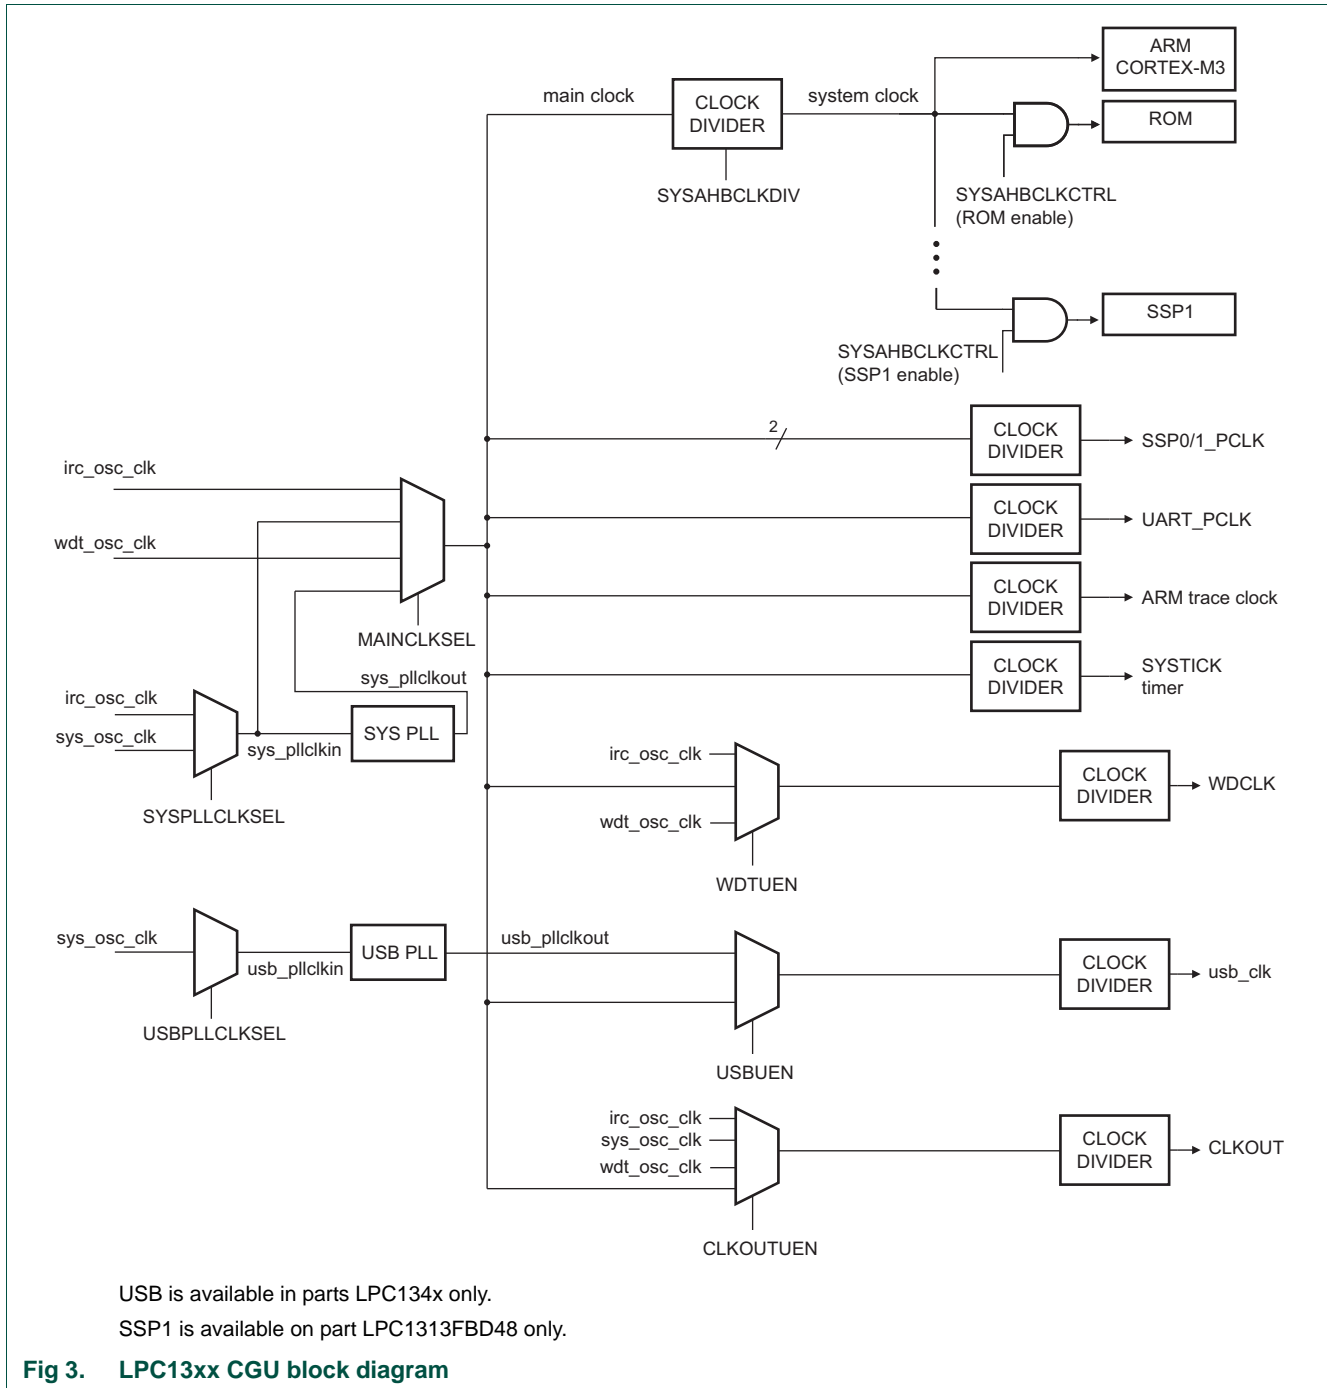 ARM
CORTEX-M3
main clock
CLOCK
DIVIDER
system clock
ROM
SYSAHBCLKDIV
SYSAHBCLKCTRL
(ROM enable)
SSP1
SYSAHBCLKCTRL
(SSP1 enable)
2
CLOCK
DIVIDER
SSP0/1_PCLK
irc_osc_clk
CLOCK
DIVIDER
UART_PCLK
wdt_osc_clk
CLOCK
DIVIDER
ARM trace clock
MAINCLKSEL
CLOCK
DIVIDER
SYSTICK
timer
sys_pllclkout
irc_osc_clk
sys_osc_clk
sys_pllclkin
SYS PLL
SYSPLLCLKSEL
irc_osc_clk
wdt_osc_clk
CLOCK
DIVIDER
WDCLK
WDTUEN
sys_osc_clk
usb_pllclkin
USB PLL
usb_pllclkout
CLOCK
DIVIDER
usb_clk
USBPLLCLKSEL
USBUEN
irc_osc_clk
sys_osc_clk
wdt_osc_clk
CLOCK
DIVIDER
CLKOUT
CLKOUTUEN
USB is available in parts LPC134x only.
SSP1 is available on part LPC1313FBD48 only.
Fig 3. LPC13xx CGU block diagram